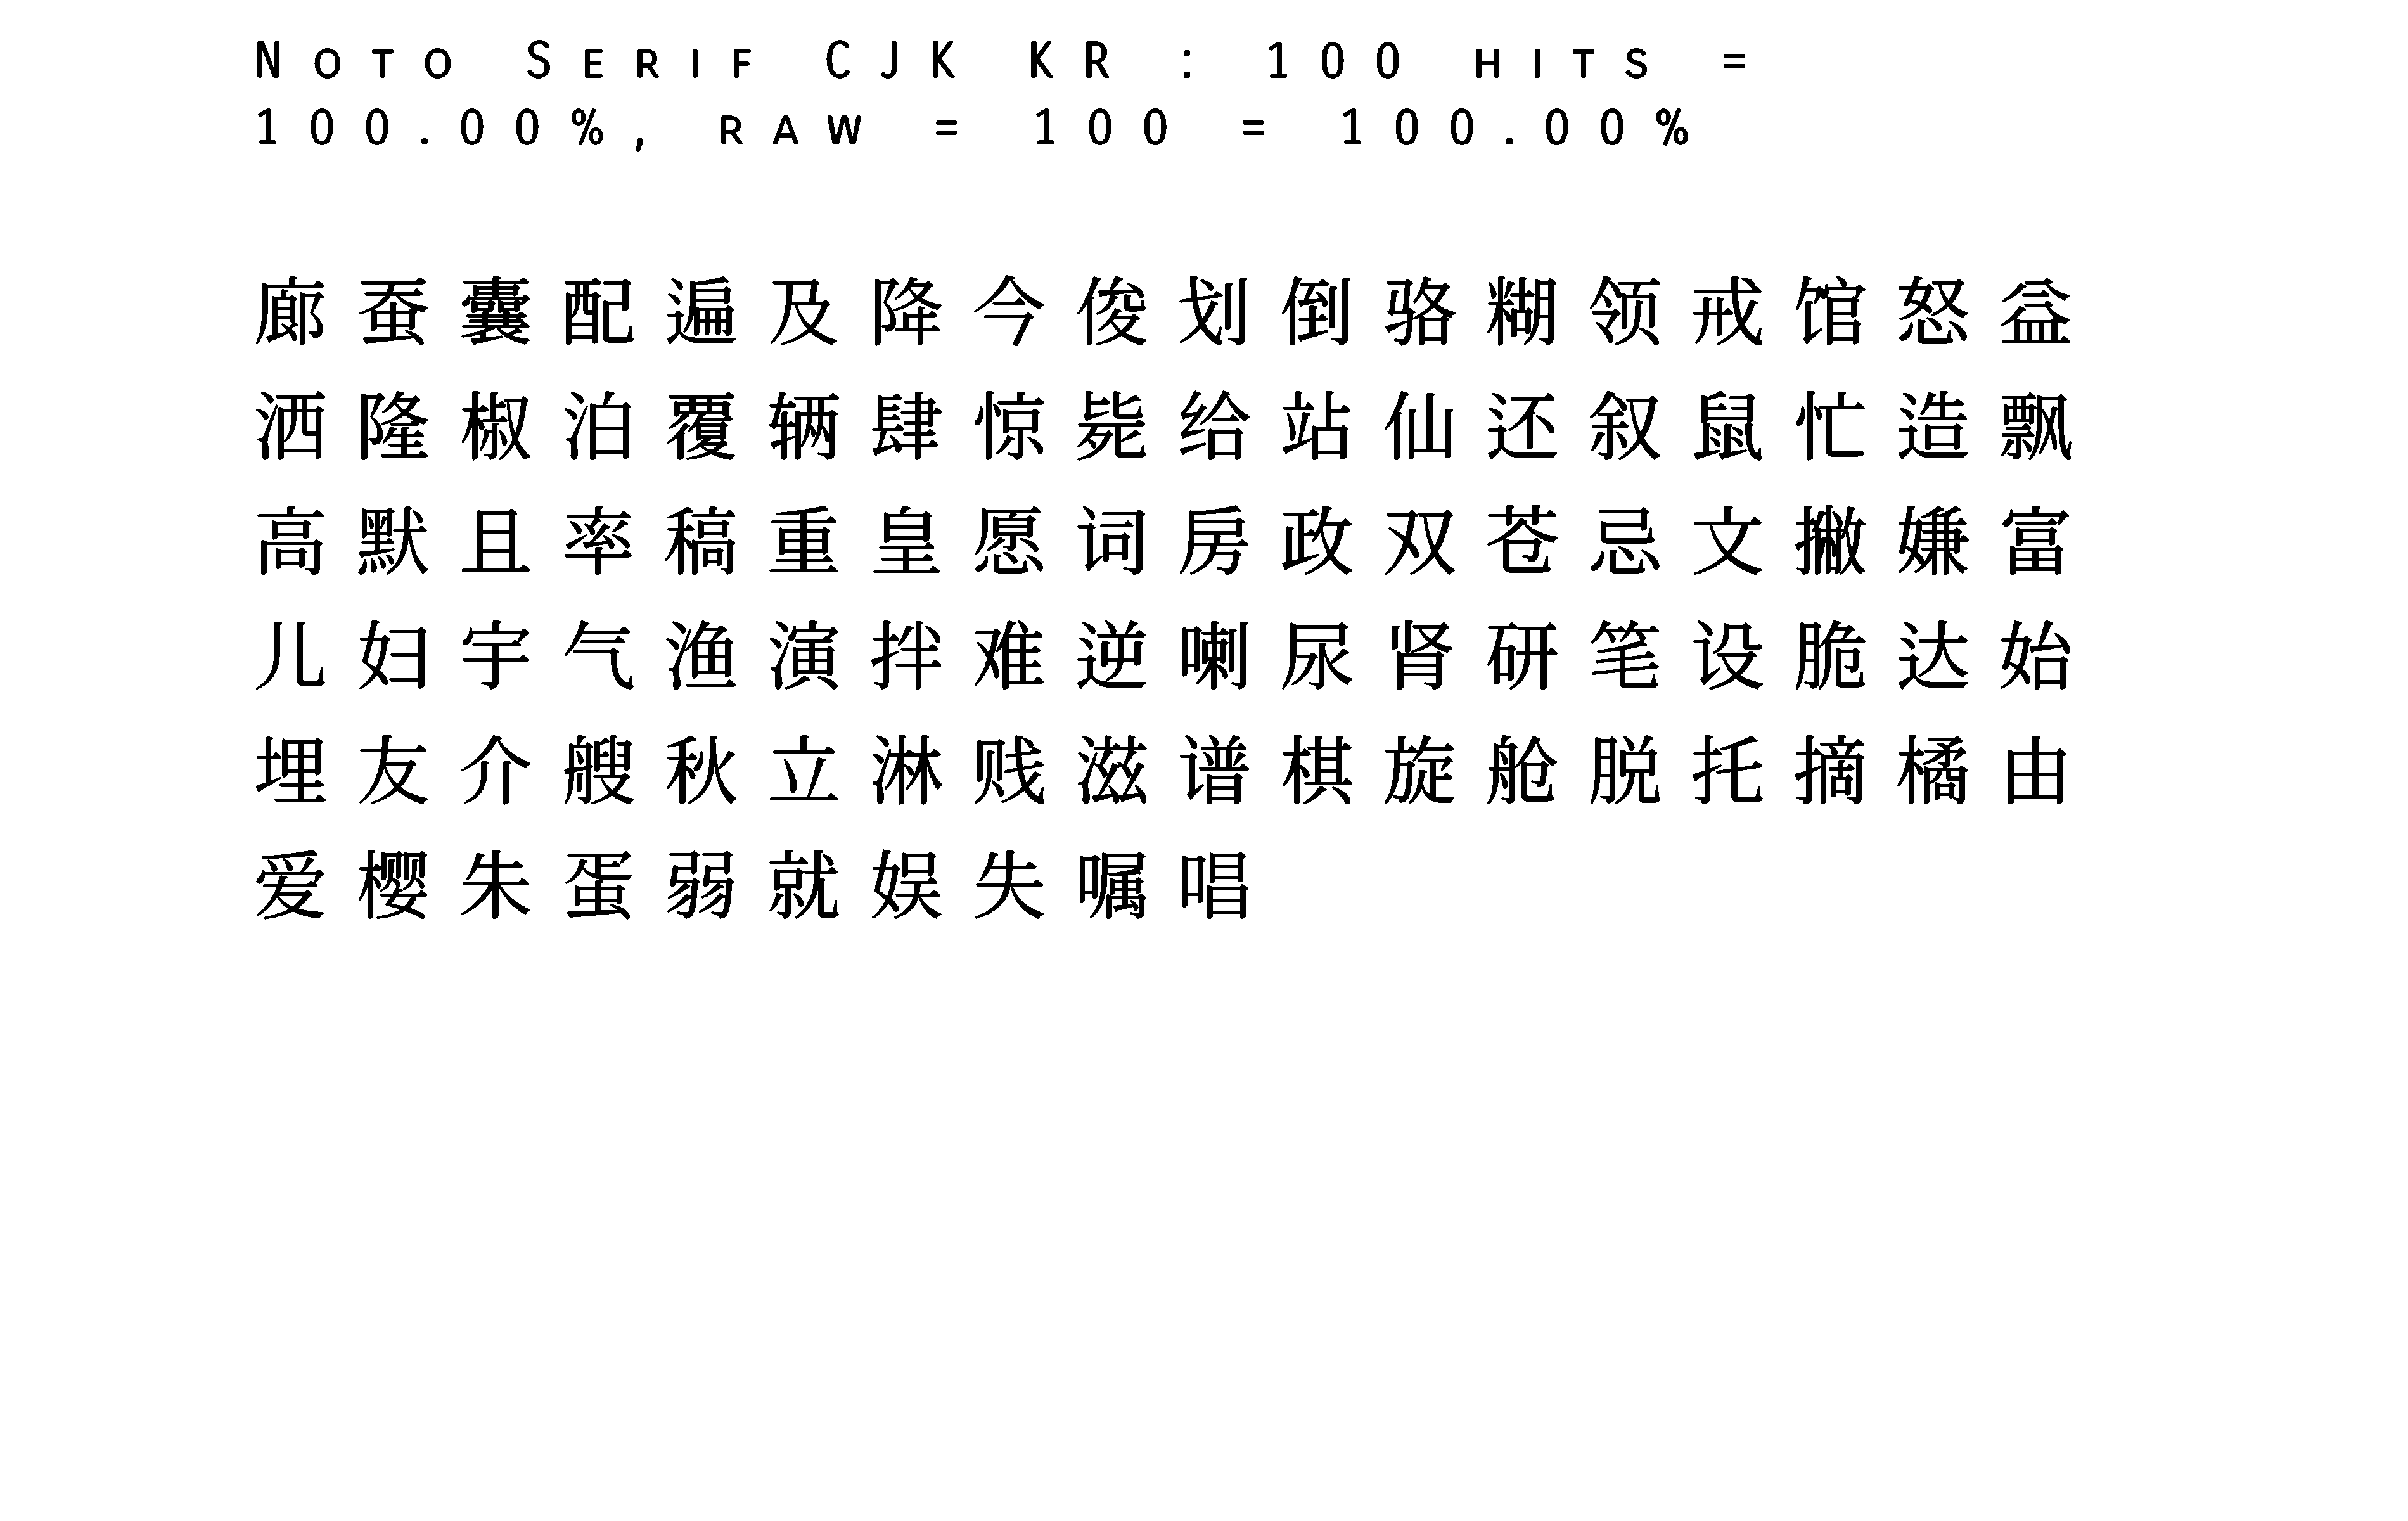 Noto Serif CJK KR : 100 hits =
100.00%, raw = 100 = 100.00%
廊蚕囊配遍及降今俊划倒骆糊领戒馆怒益
洒隆椒泊覆辆肆惊毙给站仙还叙鼠忙造飘
高默且率稿重皇愿词房政双苍忌文撇嫌富
儿妇宇气渔演拌难逆喇尿肾研笔设脆达始
埋友介艘秋立淋贱滋谱棋旋舱脱托摘橘由
爱樱朱蛋弱就娱失嘱唱